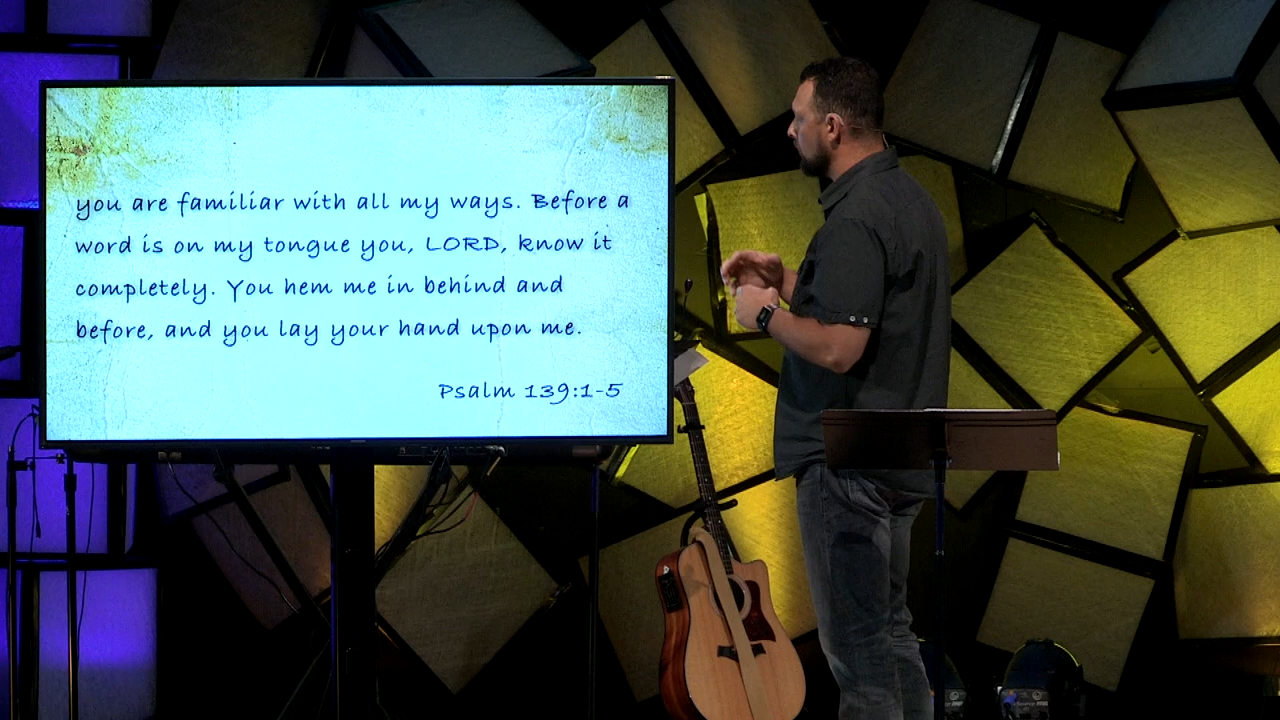 you are familiar with all my ways. Before a
word is on my tongue you, LORD, know it
completely. You hem me in behind and
before, and you lay your hand upon me.
Psalm 139:1-5